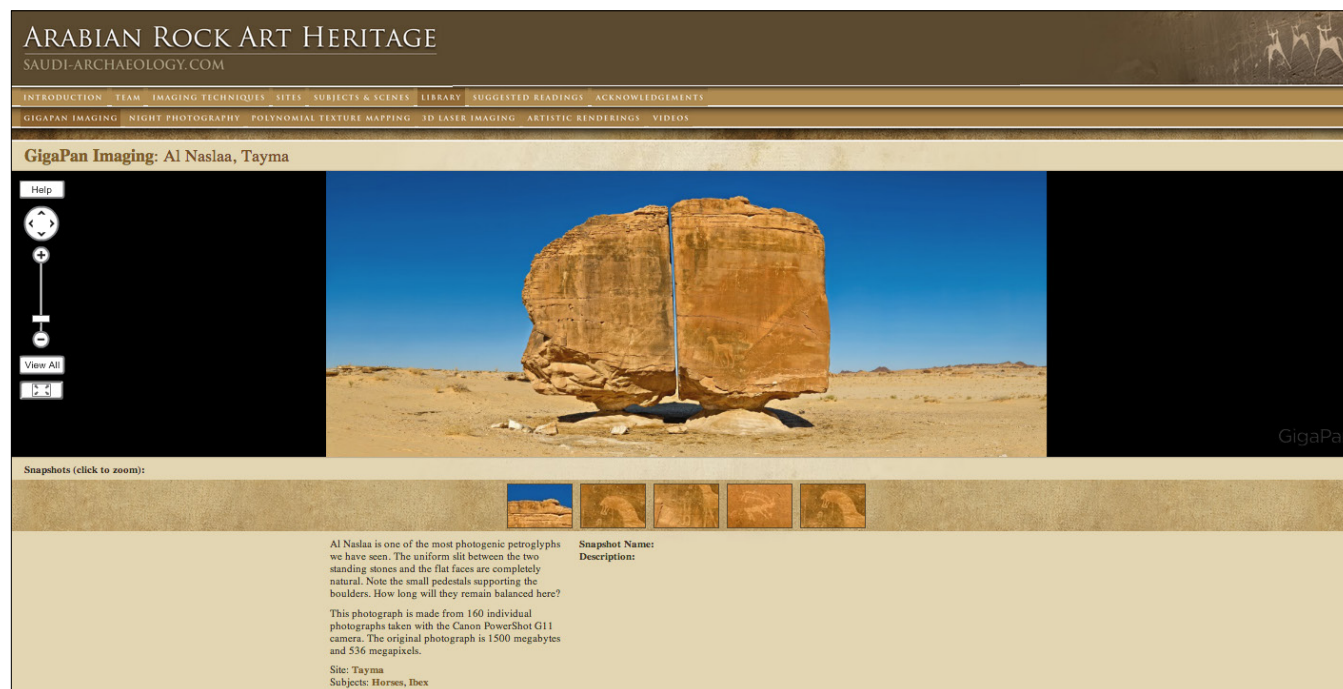 ARABIAN ROCK ART HERITAGE
SAUDI-ARCHAEOLOGY.COM
INTRODUCTION TEAM IMAGING TECHNIQUES SITES SUBJECTS & SCENES LIBRARY SUGGESTED READINGS ACKNOWLEDGEMENTS
GIGAPAN IMAGING NIGHT PHOTOGRAPHY POLYNOMIAL TEXTURE MAPPING 3D LASER IMAGING ARTISTIC RENDERINGS VIDEOS
GigaPan Imaging: Al Naslaa, Tayma
Help
View All
GigaPa
Snapshots (click to zoom):
Al Naslaa is one of the most photogenic petroglyphs
we have seen. The uniform slit between the two
standing stones and the flat faces are completely
natural. Note the small pedestals supporting the
boulders. How long will they remain balanced here?
This photograph is made from 160 individual
photographs taken with the Canon PowerShot G11
camera. The original photograph is 1500 megabytes
and 536 megapixels.
Site: Tayma
Subjects: Horses, Ibex
Snapshot Name:
Description: